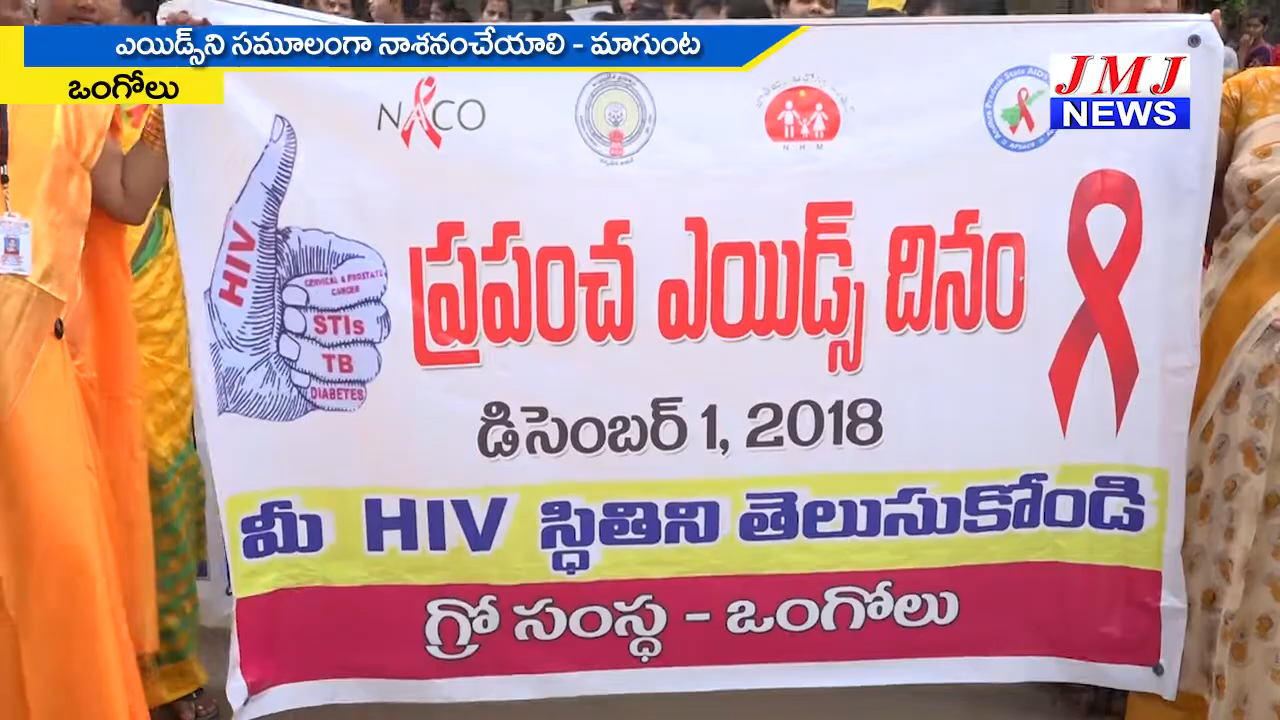 ఎయిడ్స్‌ని సమూలంగా నాశనంచేయాలి - మాగుంట
ఒంగోలు
JMJ
NEWS
NACO
NHM
HIV
CERVICAL & PROSTATE
CANCER
STIs
TB
DIABETES
ప్రపంచ ఎయిడ్స్ దినం
డిసెంబర్ 1, 2018
మీ HIV స్థితిని తెలుసుకోండి
గ్రో సంస్థ - ఒంగోలు